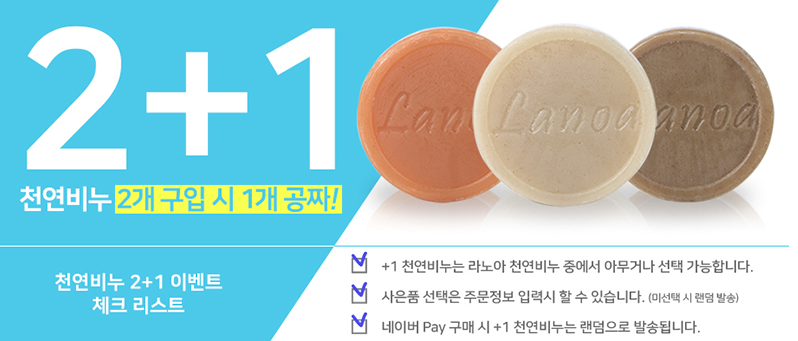 2+1
천연비누 2개 구입 시 1개 공짜!
Lan
Lanoa
anoa
천연비누 2+1 이벤트
체크 리스트
+1 천연비누는 라노아 천연비누 중에서 아무거나 선택 가능합니다.
사은품 선택은 주문정보 입력시 할 수 있습니다. (미선택 시 랜덤 발송)
네이버 Pay 구매 시 +1 천연비누는 랜덤으로 발송됩니다.